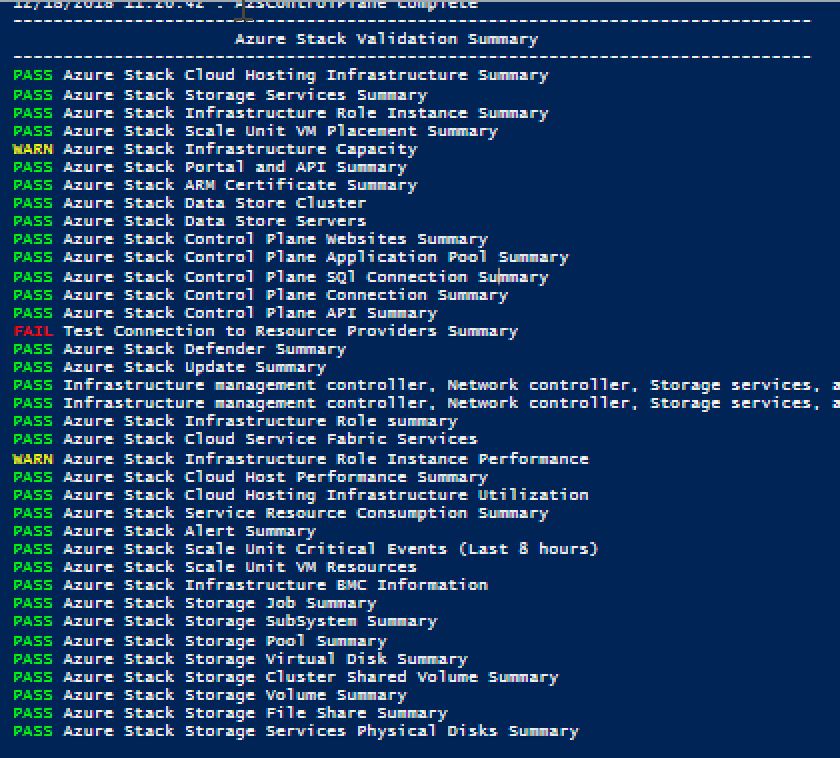 12/18/2018 11:20:42 : AzsControlPlane Complete
--------------------------------------------------------------------------------
Azure Stack Validation Summary
--------------------------------------------------------------------------------
PASS Azure Stack Cloud Hosting Infrastructure Summary
PASS Azure Stack Storage Services Summary
PASS Azure Stack Infrastructure Role Instance Summary
PASS Azure Stack Scale Unit VM Placement Summary
WARN Azure Stack Infrastructure Capacity
PASS Azure Stack Portal and API Summary
PASS Azure Stack ARM Certificate Summary
PASS Azure Stack Data Store Cluster
PASS Azure Stack Data Store Servers
PASS Azure Stack Control Plane Websites Summary
PASS Azure Stack Control Plane Application Pool Summary
PASS Azure Stack Control Plane SQl Connection Summary
PASS Azure Stack Control Plane Connection Summary
PASS Azure Stack Control Plane API Summary
FAIL Test Connection to Resource Providers Summary
PASS Azure Stack Defender Summary
PASS Azure Stack Update Summary
PASS Infrastructure management controller, Network controller, Storage services, a
PASS Infrastructure management controller, Network controller, Storage services, a
PASS Azure Stack Infrastructure Role summary
PASS Azure Stack Cloud Service Fabric Services
WARN Azure Stack Infrastructure Role Instance Performance
PASS Azure Stack Cloud Host Performance Summary
PASS Azure Stack Cloud Hosting Infrastructure Utilization
PASS Azure Stack Service Resource Consumption Summary
PASS Azure Stack Alert Summary
PASS Azure Stack Scale Unit Critical Events (Last 8 hours)
PASS Azure Stack Scale Unit VM Resources
PASS Azure Stack Infrastructure BMC Information
PASS Azure Stack Storage Job Summary
PASS Azure Stack Storage SubSystem Summary
PASS Azure Stack Storage Pool Summary
PASS Azure Stack Storage Virtual Disk Summary
PASS Azure Stack Storage Cluster Shared Volume Summary
PASS Azure Stack Storage Volume Summary
PASS Azure Stack Storage File Share Summary
PASS Azure Stack Storage Services Physical Disks Summary